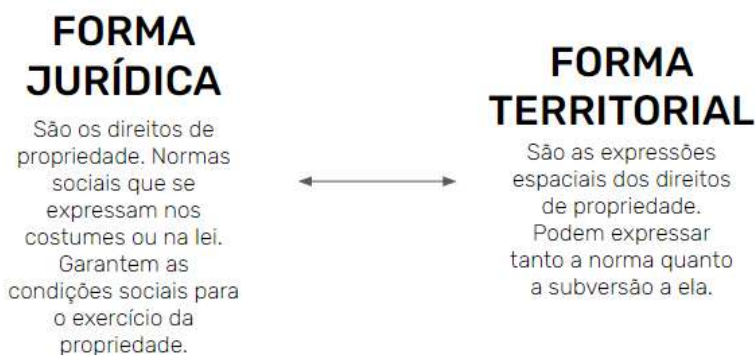 FORMA
JURÍDICA
São os direitos de
propriedade. Normas
sociais que se
expressam nos
costumes ou na lei.
Garantem as
condições sociais para
o exercício da
propriedade.
FORMA
TERRITORIAL
São as expressões
espaciais dos direitos
de propriedade.
Podem expressar
tanto a norma quanto
a subversão a ela.